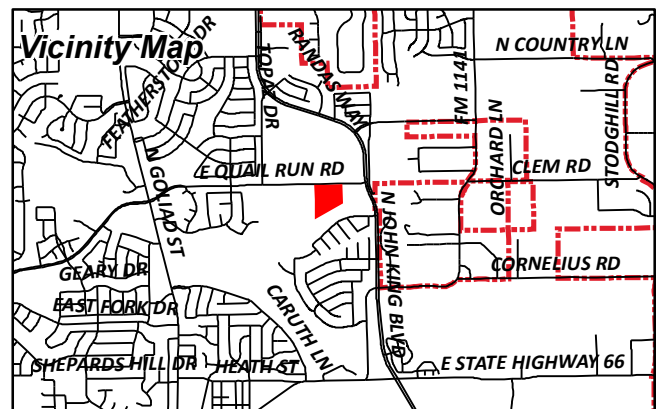 Vicinity Map
N COUNTRY LN
FEATHERSTONE DR
TOPAZ DR
RANDAS WAY
FM 1141
STODGHILL RD
ORCHARD LN
N GOLIAD ST
E QUAIL RUN RD
CLEM RD
N JOHN KING BLVD
GEARY DR
CORNELIUS RD
EAST FORK DR
CARUTH LN
SHEPARDS HILL DR
HEATH ST
E STATE HIGHWAY 66